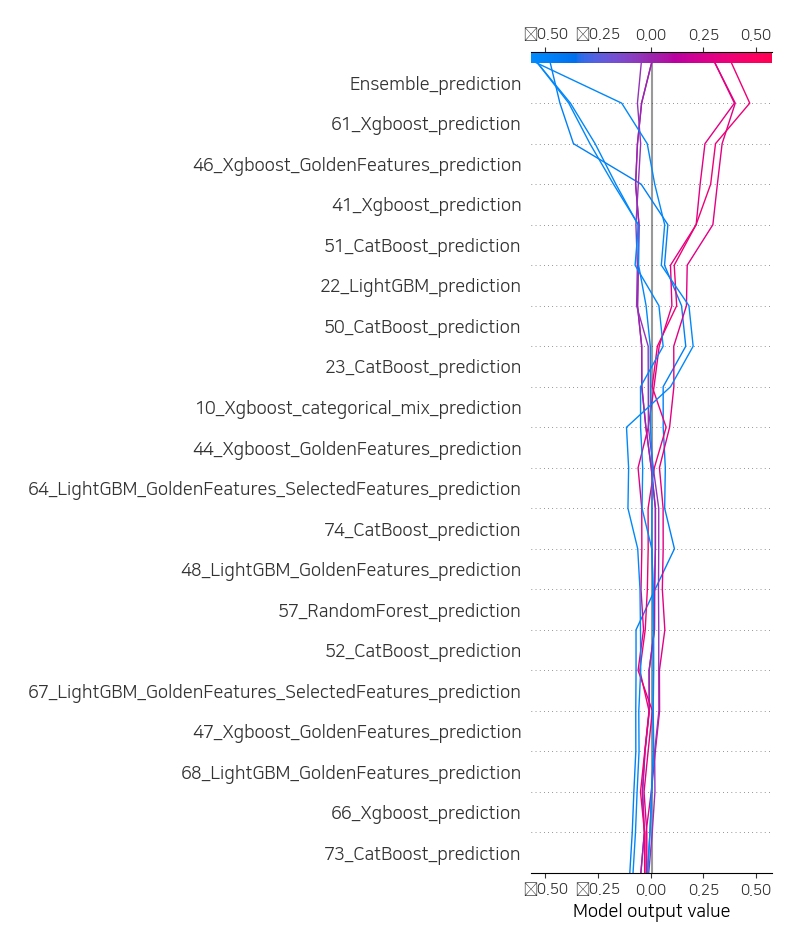 ▯0.50 ▯0.25 0.00 0.25 0.50
Ensemble_prediction
61_Xgboost_prediction
46_Xgboost_GoldenFeatures_prediction
41_Xgboost_prediction
51_CatBoost_prediction
22_LightGBM_prediction
50_CatBoost_prediction
23_CatBoost_prediction
10_Xgboost_categorical_mix_prediction
44_Xgboost_GoldenFeatures_prediction
64_LightGBM_GoldenFeatures_SelectedFeatures_prediction
74_CatBoost_prediction
48_LightGBM_GoldenFeatures_prediction
57_RandomForest_prediction
52_CatBoost_prediction
67_LightGBM_GoldenFeatures_SelectedFeatures_prediction
47_Xgboost_GoldenFeatures_prediction
68_LightGBM_GoldenFeatures_prediction
66_Xgboost_prediction
73_CatBoost_prediction
▯0.50 ▯0.25 0.00 0.25 0.50
Model output value